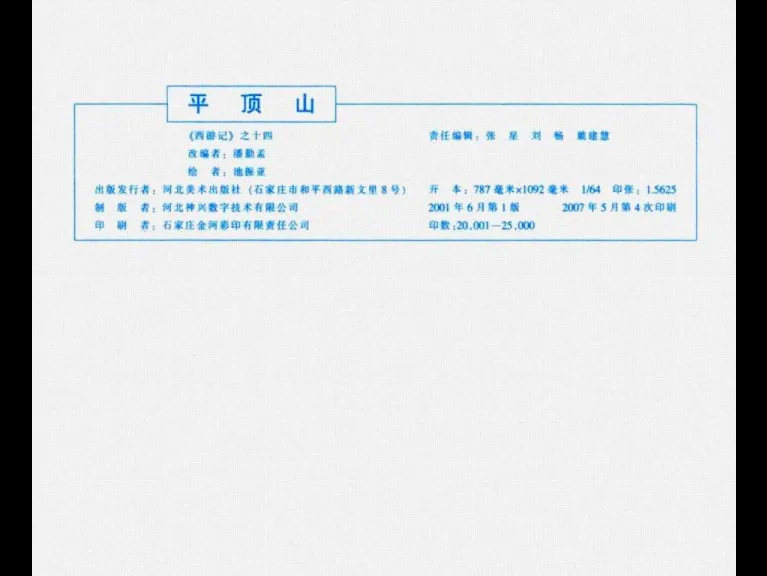 平 顶 山
《西游记》之十四
责任编辑：张 星 刘 畅 戴建慧
改编者：潘勤孟
绘 者：池振亚
出版发行者：河北美术出版社（石家庄市和平西路新文里8号）
开 本：787毫米×1092毫米 1/64 印张：1.5625
制 版 者：河北神兴数字技术有限公司
2001年6月第1版 2007年5月第4次印刷
印 刷 者：石家庄金河彩印有限责任公司
印数：20,001—25,000